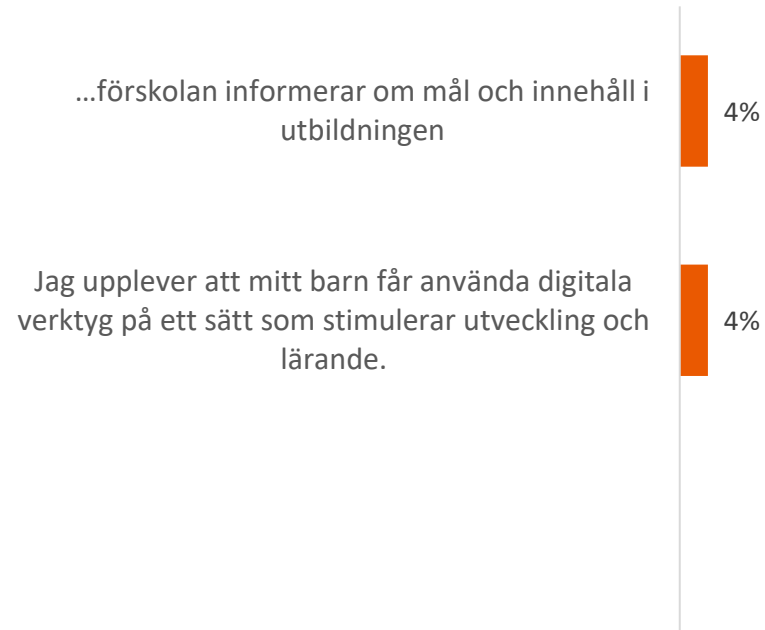 ...förskolan informerar om mål och innehåll i
utbildningen
4%
Jag upplever att mitt barn får använda digitala
verktyg på ett sätt som stimulerar utveckling och
lärande.
4%